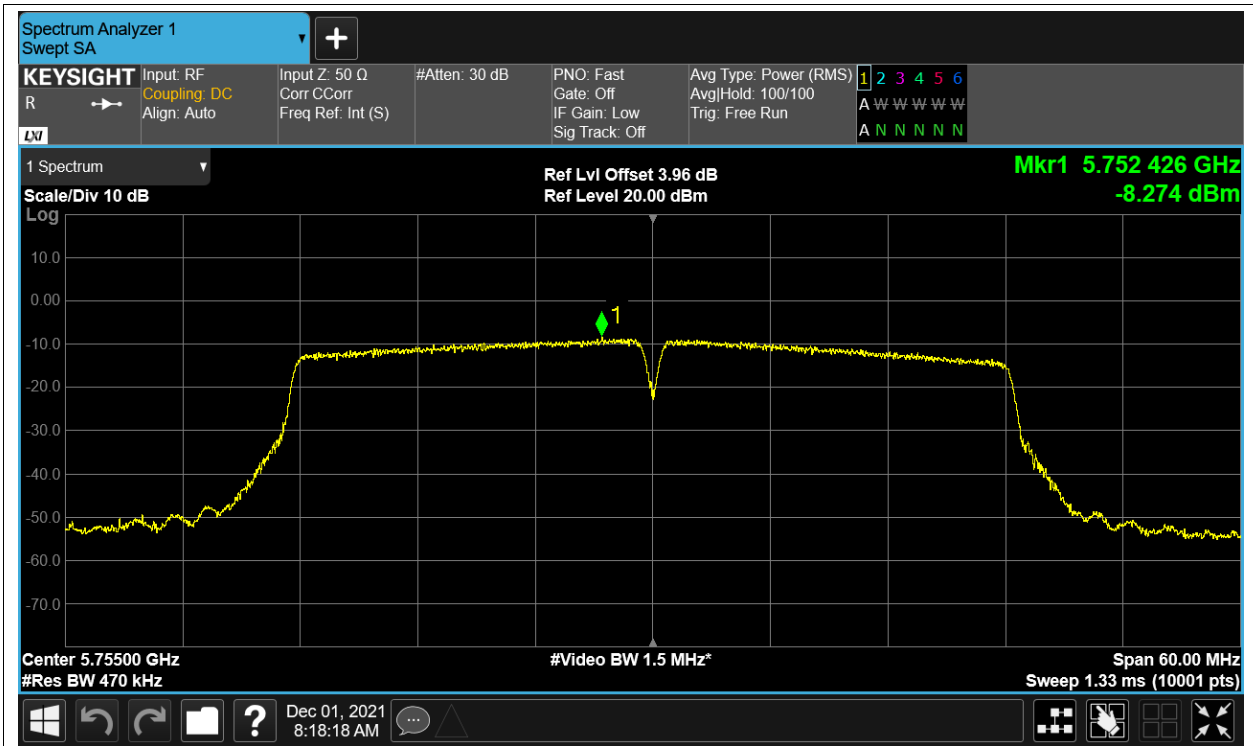 Spectrum Analyzer 1
Swept SA
KEYSIGHT
R
LXI
Input: RF
Coupling: DC
Align: Auto
Input Z: 50 Ω
Corr CCorr
Freq Ref: Int (S)
#Atten: 30 dB
PNO: Fast
Gate: Off
IF Gain: Low
Sig Track: Off
Avg Type: Power (RMS)
Avg|Hold: 100/100
Trig: Free Run
1 2 3 4 5 6
A W W W W W
A N N N N N
1 Spectrum
Scale/Div 10 dB
Ref Lvl Offset 3.96 dB
Ref Level 20.00 dBm
Mkr1 5.752 426 GHz
-8.274 dBm
Log
10.0
0.00
-10.0
-20.0
-30.0
-40.0
-50.0
-60.0
-70.0
1
Center 5.75500 GHz
#Res BW 470 kHz
#Video BW 1.5 MHz*
Span 60.00 MHz
Sweep 1.33 ms (10001 pts)
?
Dec 01, 2021
8:18:18 AM